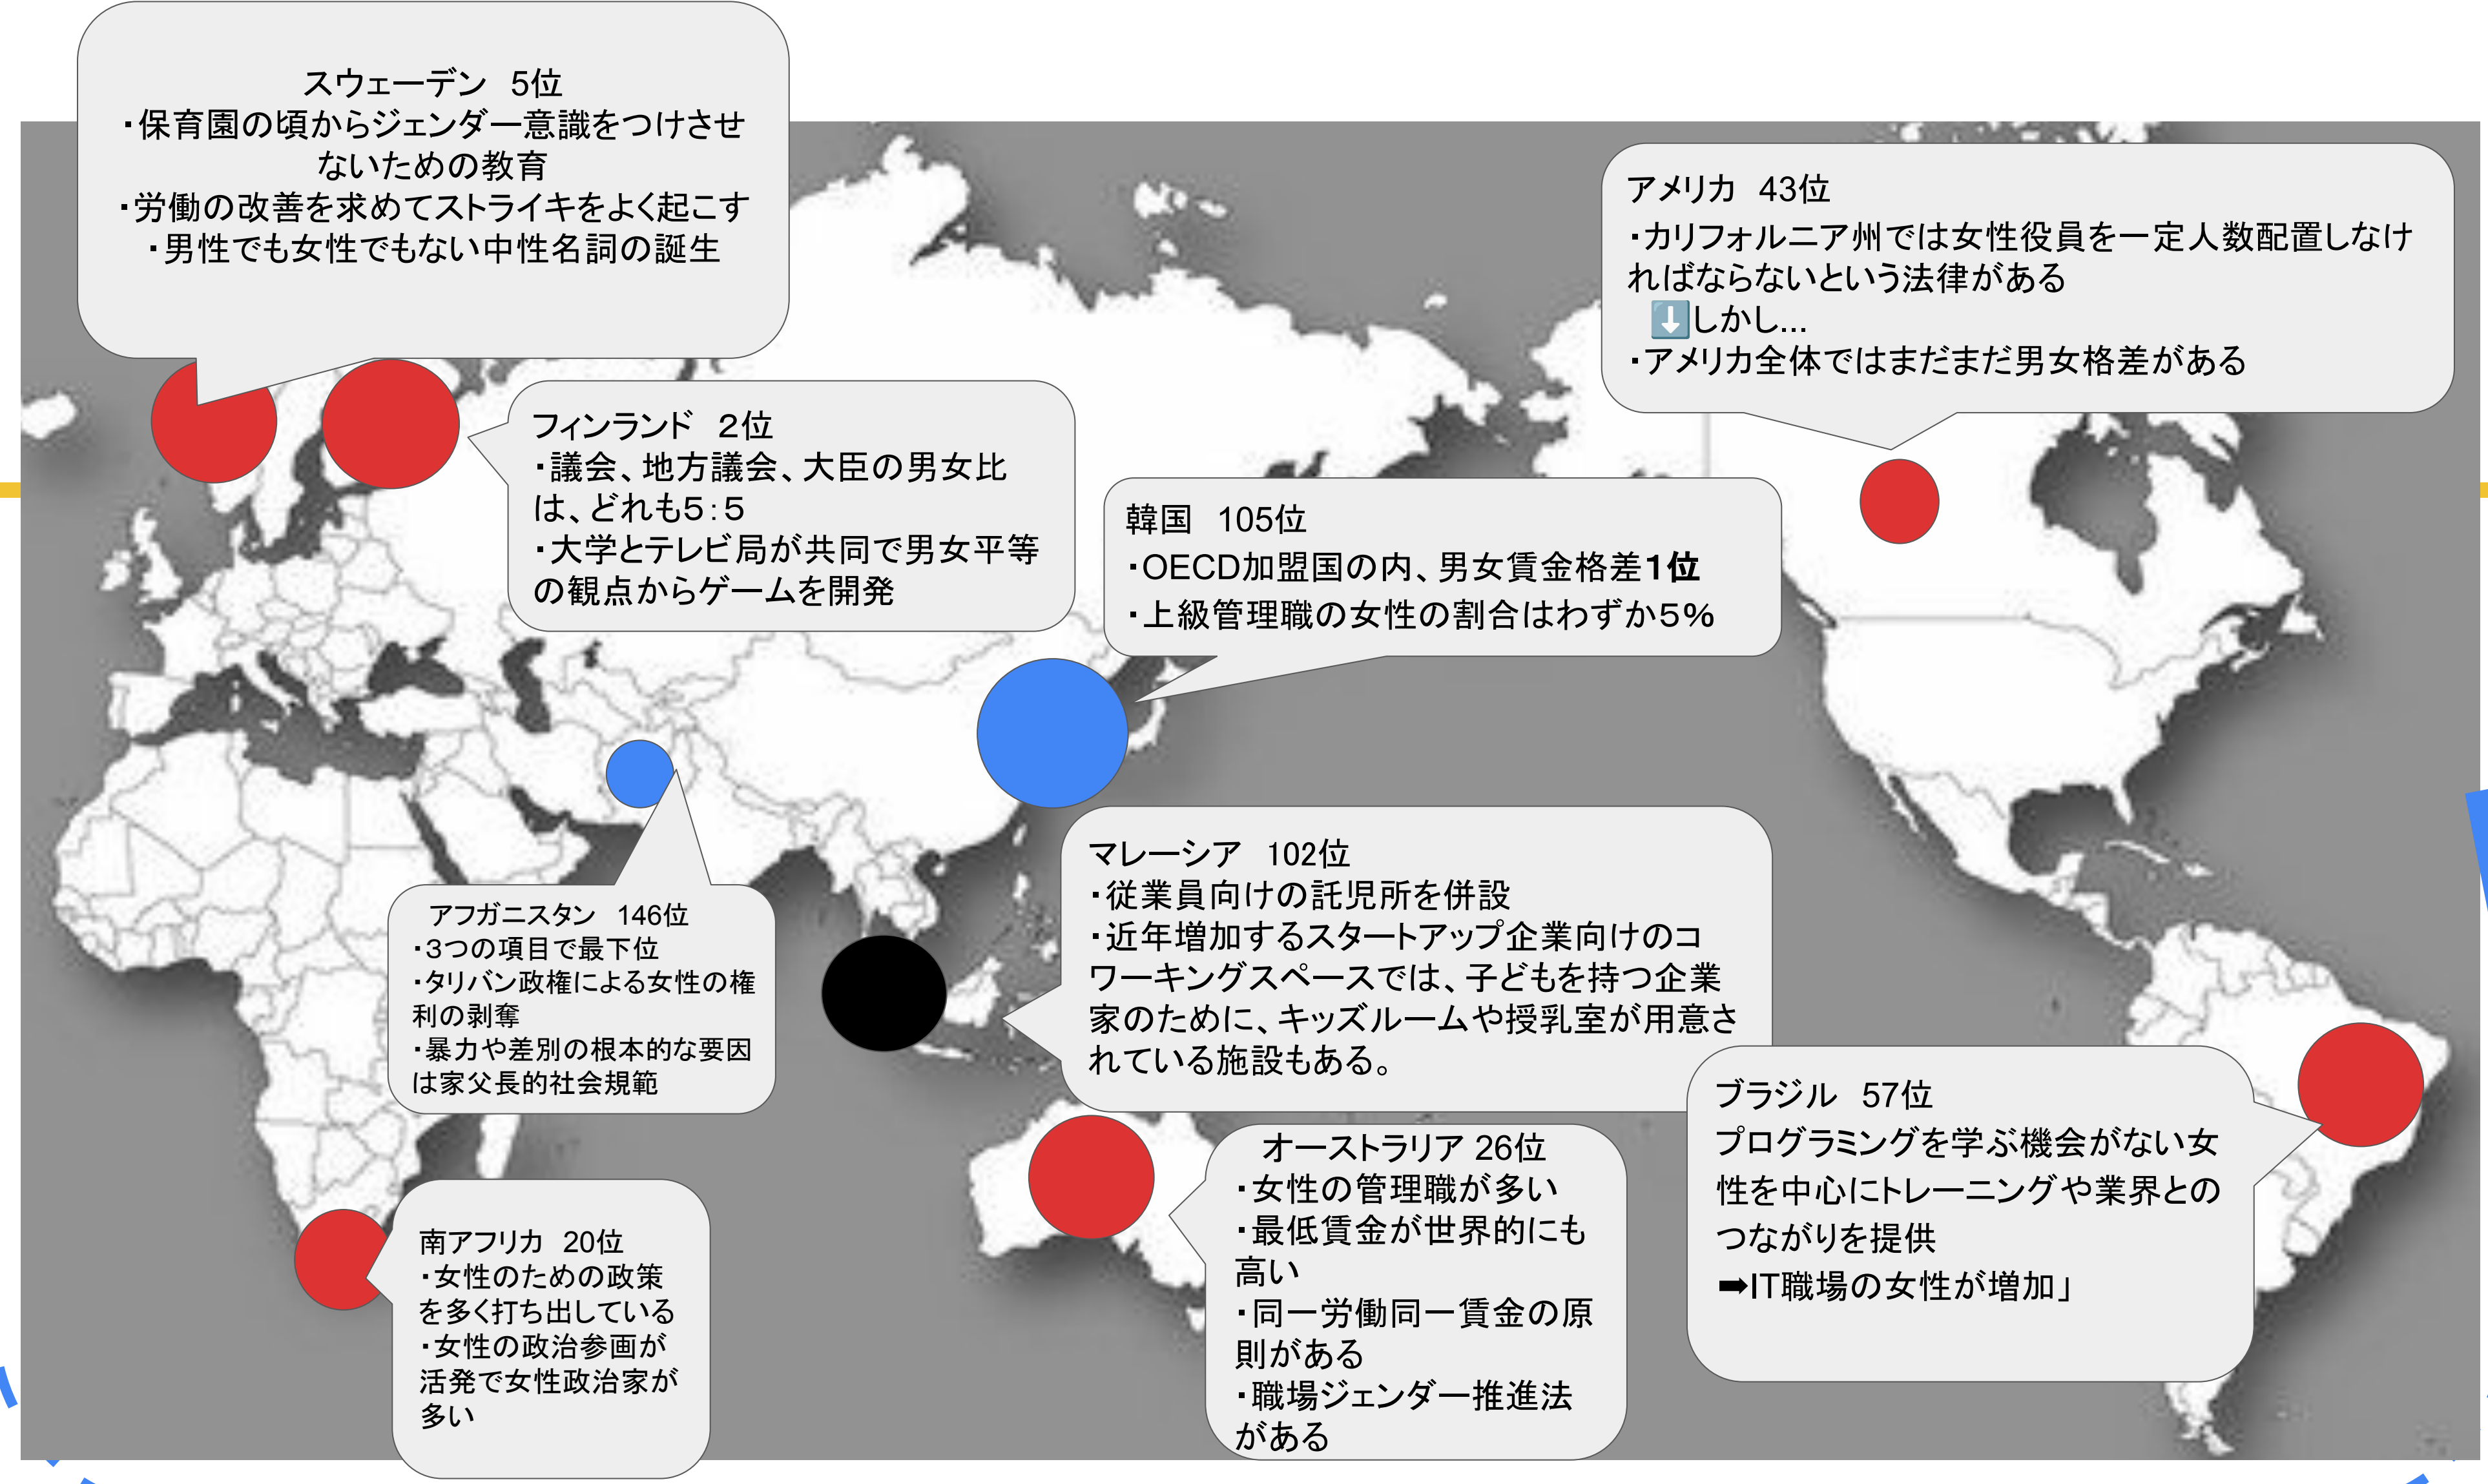 スウェーデン　5位
・保育園の頃からジェンダー意識をつけさせ
ないための教育
・労働の改善を求めてストライキをよく起こす
・男性でも女性でもない中性名詞の誕生
アメリカ　43位
・カリフォルニア州では女性役員を一定人数配置しなけ
ればならないという法律がある
⬇️しかし...
・アメリカ全体ではまだまだ男女格差がある
フィンランド　２位
・議会、地方議会、大臣の男女比
は、どれも５：５
・大学とテレビ局が共同で男女平等
の観点からゲームを開発
韓国　105位
・OECD加盟国の内、男女賃金格差1位
・上級管理職の女性の割合はわずか５％
マレーシア　102位
・従業員向けの託児所を併設
・近年増加するスタートアップ企業向けのコ
ワーキングスペースでは、子どもを持つ企業
家のために、キッズルームや授乳室が用意さ
れている施設もある。
アフガニスタン　146位
・3つの項目で最下位
・タリバン政権による女性の権
利の剥奪
・暴力や差別の根本的な要因
は家父長的社会規範
ブラジル　57位
プログラミングを学ぶ機会がない女
性を中心にトレーニングや業界との
つながりを提供
➡IT職場の女性が増加」
オーストラリア 26位
・女性の管理職が多い
・最低賃金が世界的にも
高い
・同一労働同一賃金の原
則がある
・職場ジェンダー推進法
がある
南アフリカ　20位
・女性のための政策
を多く打ち出している
・女性の政治参画が
活発で女性政治家が
多い